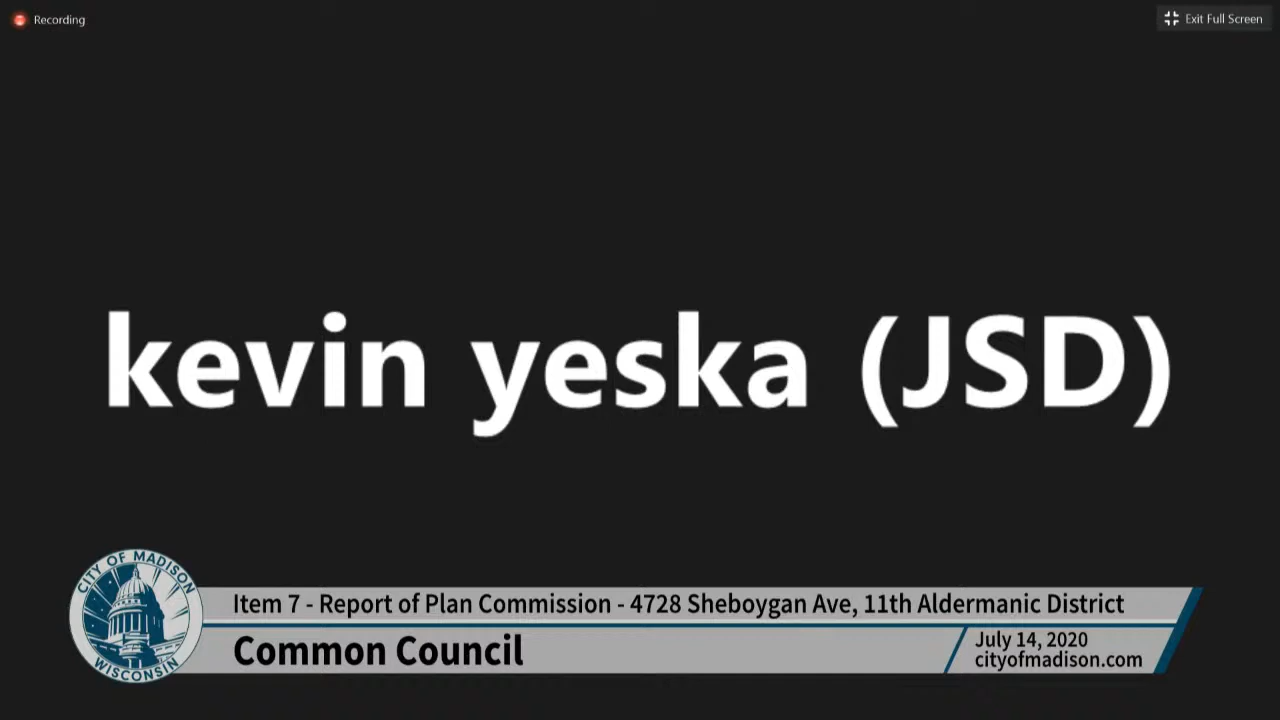 Recording
Exit Full Screen
kevin yeska (JSD)
CITY OF MADISON
WISCONSIN
Item 7 - Report of Plan Commission - 4728 Sheboygan Ave, 11th Aldermanic District
Common Council
July 14, 2020
cityofmadison.com